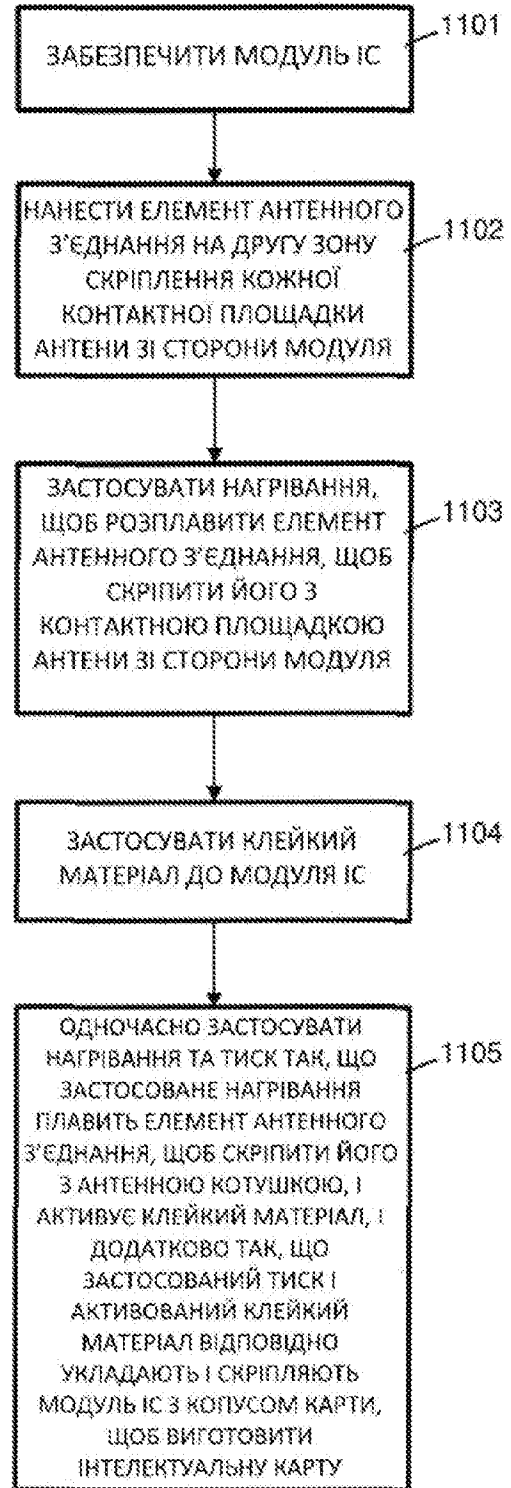 ЗАБЕЗПЕЧИТИ МОДУЛЬ ІС
1101
НАНЕСТИ ЕЛЕМЕНТ АНТЕННОГО
З'ЄДНАННЯ НА ДРУГУ ЗОНУ
СКРІПЛЕННЯ КОЖНОЇ
КОНТАКТНОЇ ПЛОЩАДКИ
АНТЕНИ ЗІ СТОРОНИ МОДУЛЯ
1102
ЗАСТОСУВАТИ НАГРІВАННЯ,
ЩОБ РОЗПЛАВИТИ ЕЛЕМЕНТ
АНТЕННОГО З'ЄДНАННЯ, ЩОБ
СКРІПИТИ ЙОГО З
КОНТАКТНОЮ ПЛОЩАДКОЮ
АНТЕНИ ЗІ СТОРОНИ МОДУЛЯ
1103
ЗАСТОСУВАТИ КЛЕЙКИЙ
МАТЕРІАЛ ДО МОДУЛЯ ІС
1104
ОДНОЧАСНО ЗАСТОСУВАТИ
НАГРІВАННЯ ТА ТИСК ТАК, ЩО
ЗАСТОСОВАНЕ НАГРІВАННЯ
ПЛАВИТЬ ЕЛЕМЕНТ АНТЕННОГО
З'ЄДНАННЯ, ЩОБ СКРІПИТИ ЙОГО
З АНТЕННОЮ КОТУШКОЮ, І
АКТИВУЄ КЛЕЙКИЙ МАТЕРІАЛ, І
ДОДАТКОВО ТАК, ЩО
ЗАСТОСОВАНИЙ ТИСК І
АКТИВОВАНИЙ КЛЕЙКИЙ
МАТЕРІАЛ ВІДПОВІДНО
УКЛАДАЮТЬ І СКРІПЛЯЮТЬ
МОДУЛЬ ІС З КОПУСОМ КАРТИ,
ЩОБ ВИГОТОВИТИ
ІНТЕЛЕКТУАЛЬНУ КАРТУ
1105